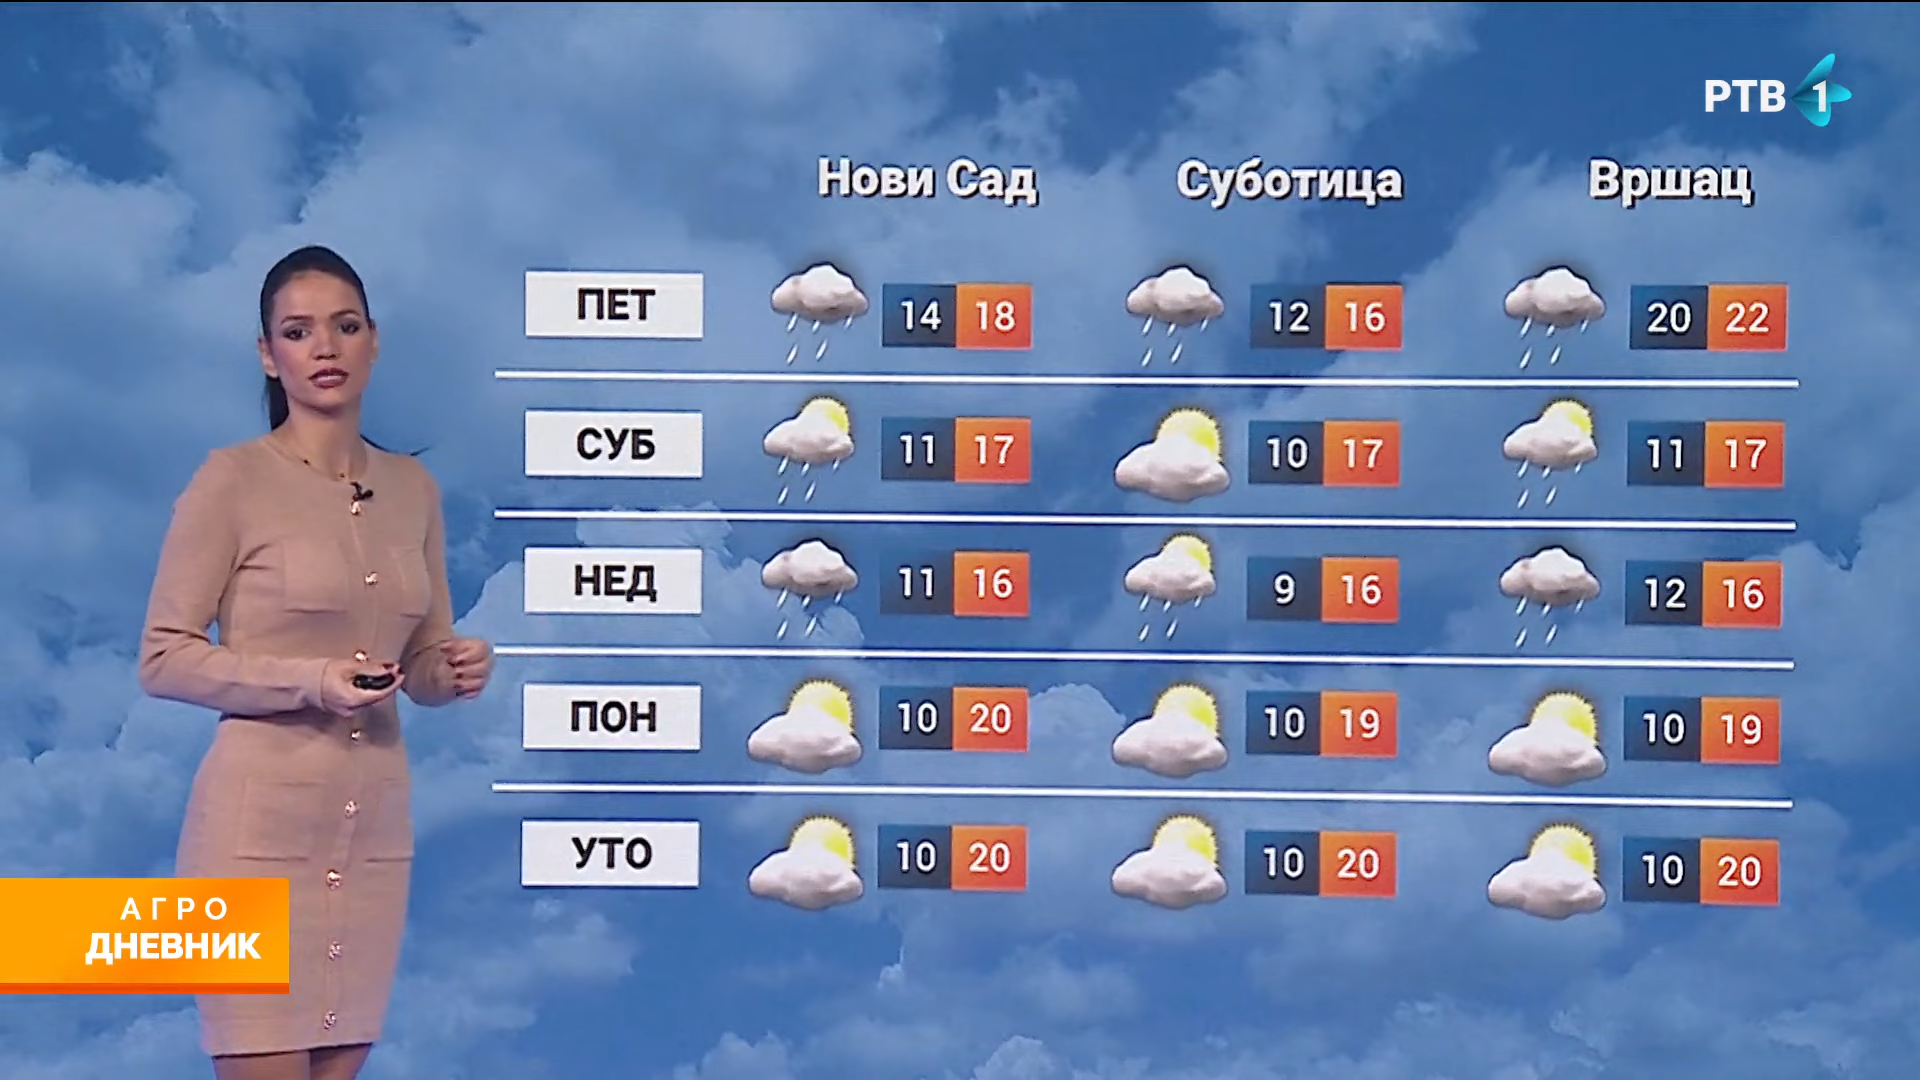 РТВ 1
Нови Сад Суботица Вршац
ПЕТ 14 18 12 16 20 22
СУБ 11 17 10 17 11 17
НЕД 11 16 9 16 12 16
ПОН 10 20 10 19 10 19
УТО 10 20 10 20 10 20
АГРО
ДНЕВНИК